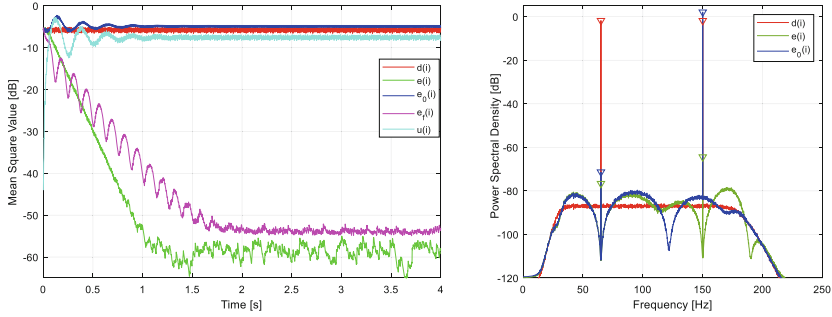 0
-10
-20
-30
-40
-50
-60
0 0.5 1 1.5 2 2.5 3 3.5 4
Time [s]
Mean Square Value [dB]
d(i)
e(i)
e0(i)
ef(i)
u(i)
0
-20
-40
-60
-80
-100
-120
0 50 100 150 200 250
Frequency [Hz]
Power Spectral Density [dB]
d(i)
e(i)
e0(i)